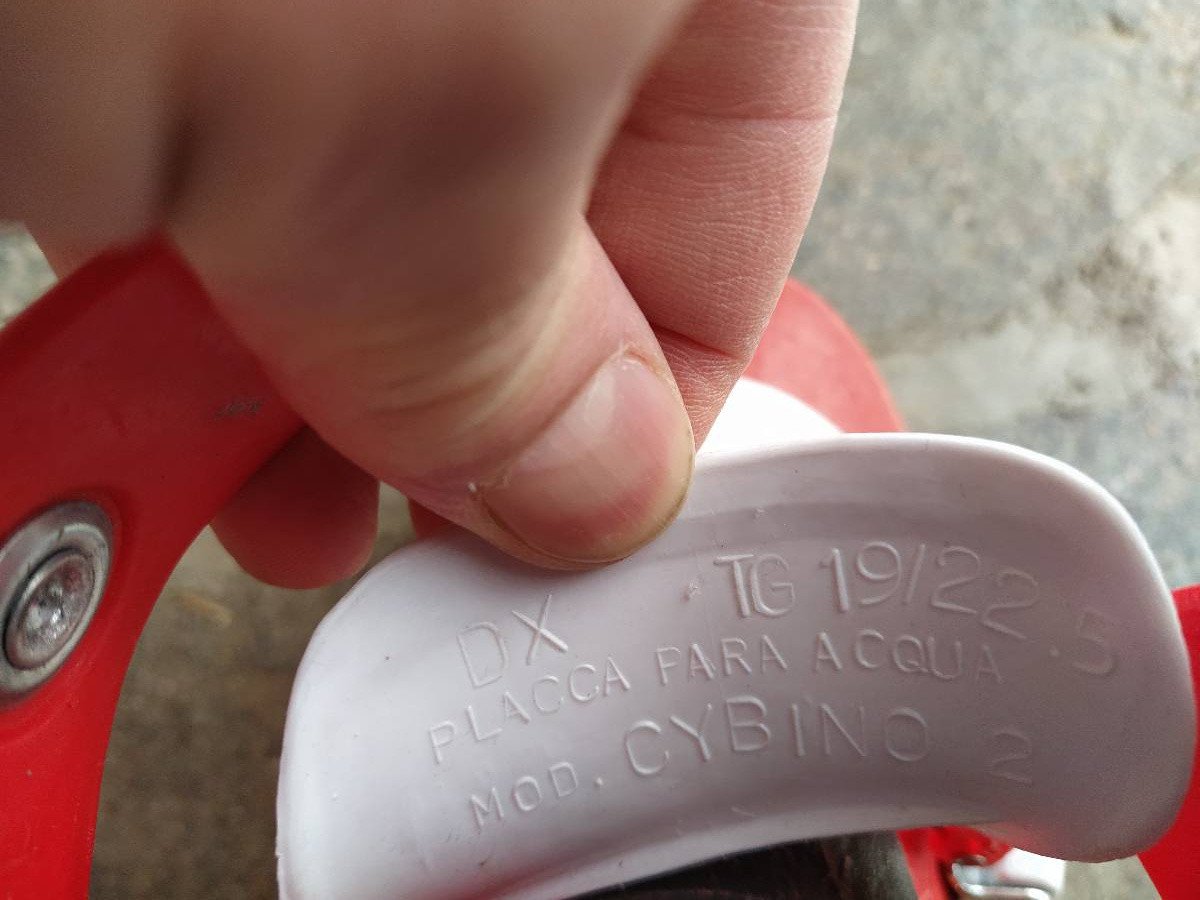 DX TG 19/22.5
PLACCA PARA ACQUA
MOD. CYBINO 2